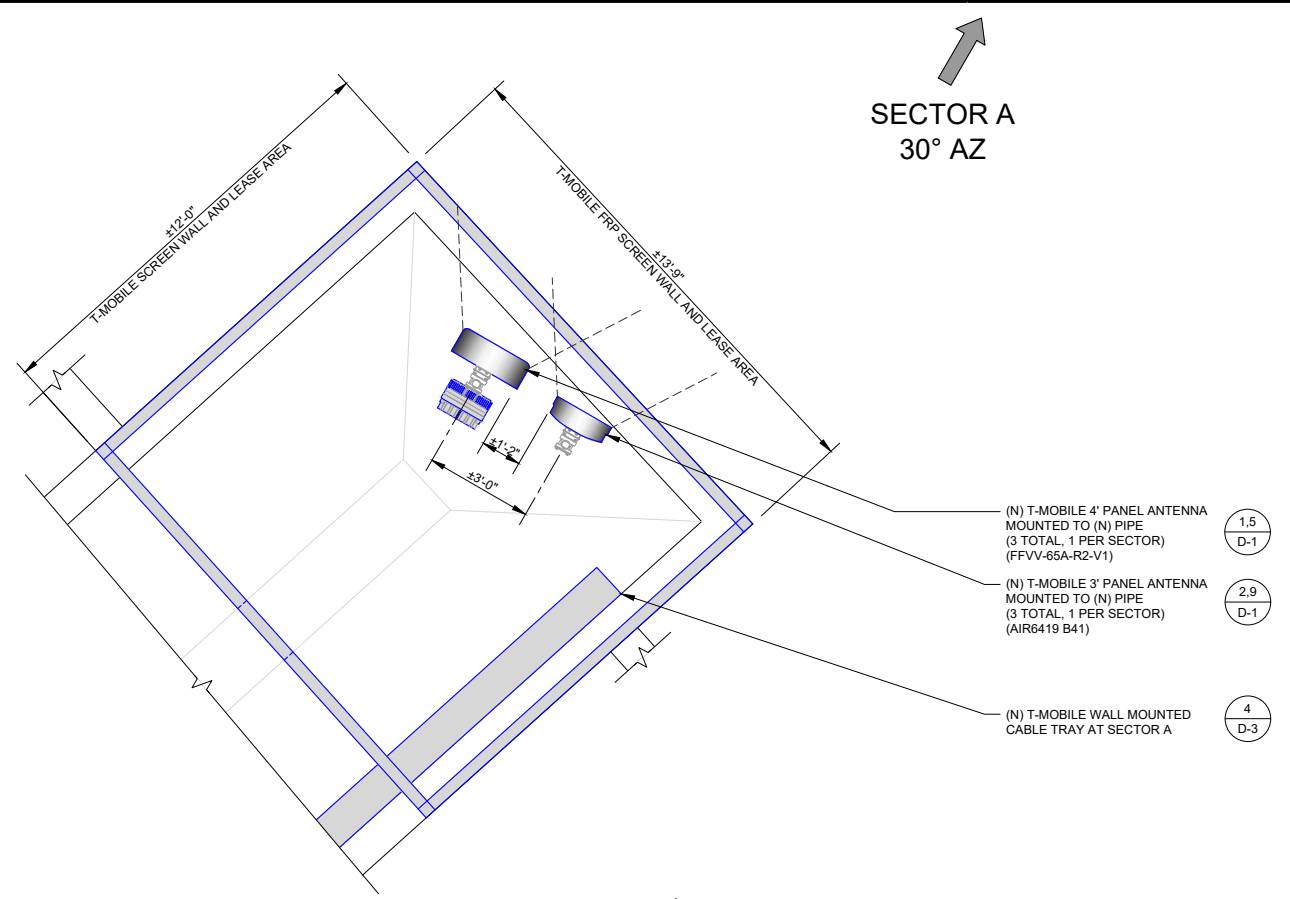 SECTOR A
30° AZ
±12'-0"
T-MOBILE SCREEN WALL AND LEASE AREA
±13'-9"
T-MOBILE FRP SCREEN WALL AND LEASE AREA
±1'-2"
±3'-0"
(N) T-MOBILE 4' PANEL ANTENNA
MOUNTED TO (N) PIPE
(3 TOTAL, 1 PER SECTOR)
(FFVV-65A-R2-V1)
1,5
D-1
(N) T-MOBILE 3' PANEL ANTENNA
MOUNTED TO (N) PIPE
(3 TOTAL, 1 PER SECTOR)
(AIR6419 B41)
2,9
D-1
(N) T-MOBILE WALL MOUNTED
CABLE TRAY AT SECTOR A
4
D-3